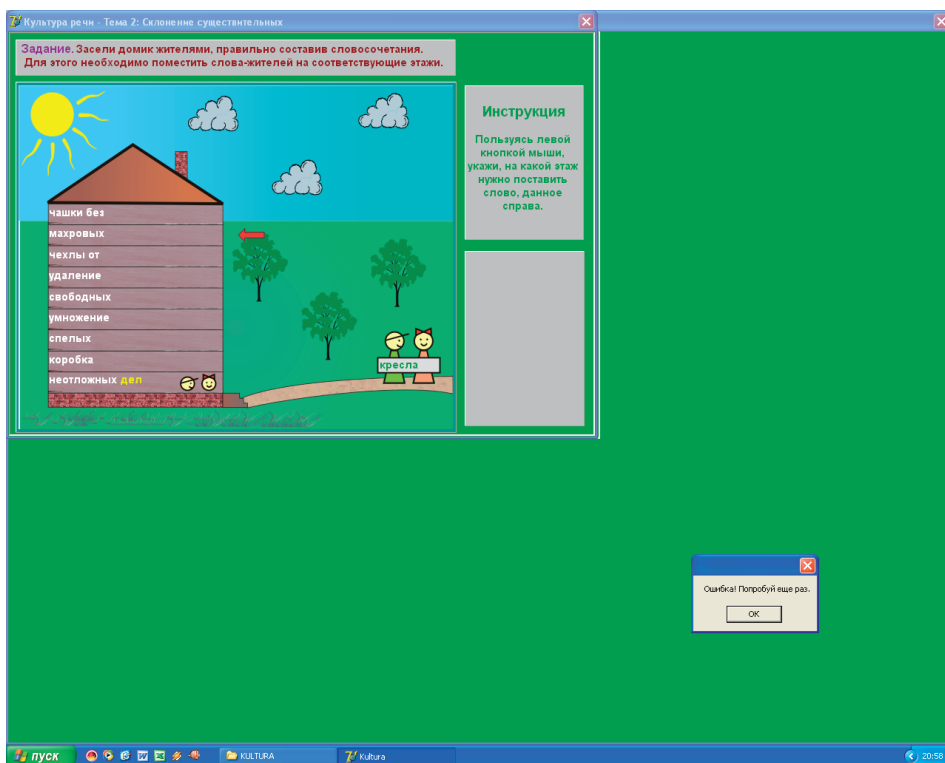 Культура речи - Тема 2: Склонение существительных
Задание. Засели домик жителями, правильно составив словосочетания.
Для этого необходимо поместить слова-жителей на соответствующие этажи.
Инструкция
Пользуясь левой
кнопкой мыши,
укажи, на какой этаж
нужно поставить
слово, данное
справа.
чашки без
махровых
чехлы от
удаление
свободных
умножение
спелых
коробка
неотложных дел
кресла
Ошибка! Попробуй еще раз.
OK
пуск
KULTURA
Kultura
20:58